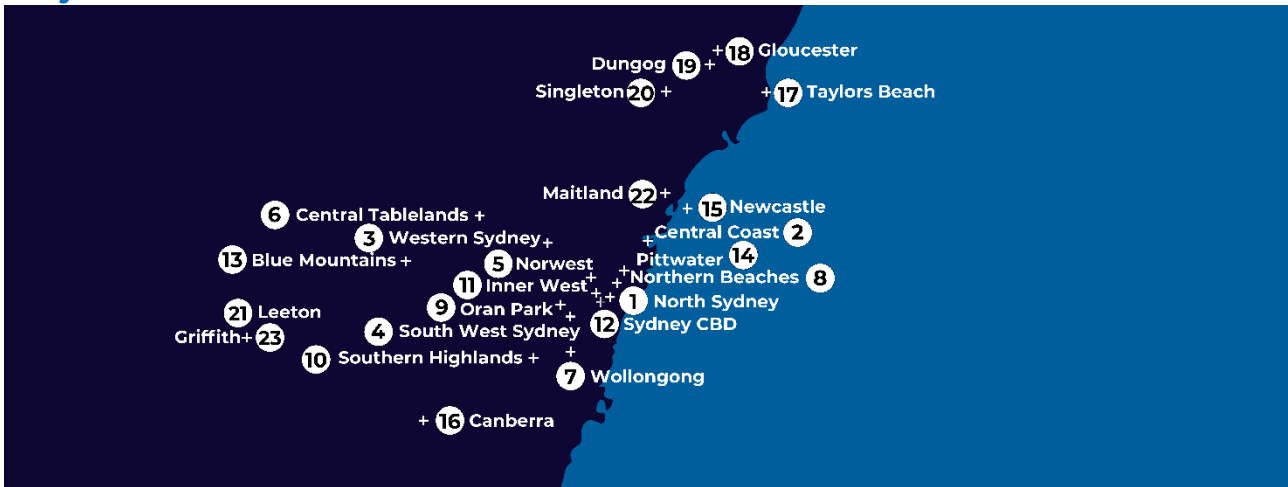 18 Gloucester
Dungog 19
Singleton 20
17 Taylors Beach
Maitland 22
15 Newcastle
6 Central Tablelands
Central Coast 2
3 Western Sydney
Pittwater 14
13 Blue Mountains
5 Norwest
Northern Beaches 8
11 Inner West
1 North Sydney
9 Oran Park
21 Leeton
12 Sydney CBD
4 South West Sydney
Griffith 23
10 Southern Highlands
7 Wollongong
16 Canberra